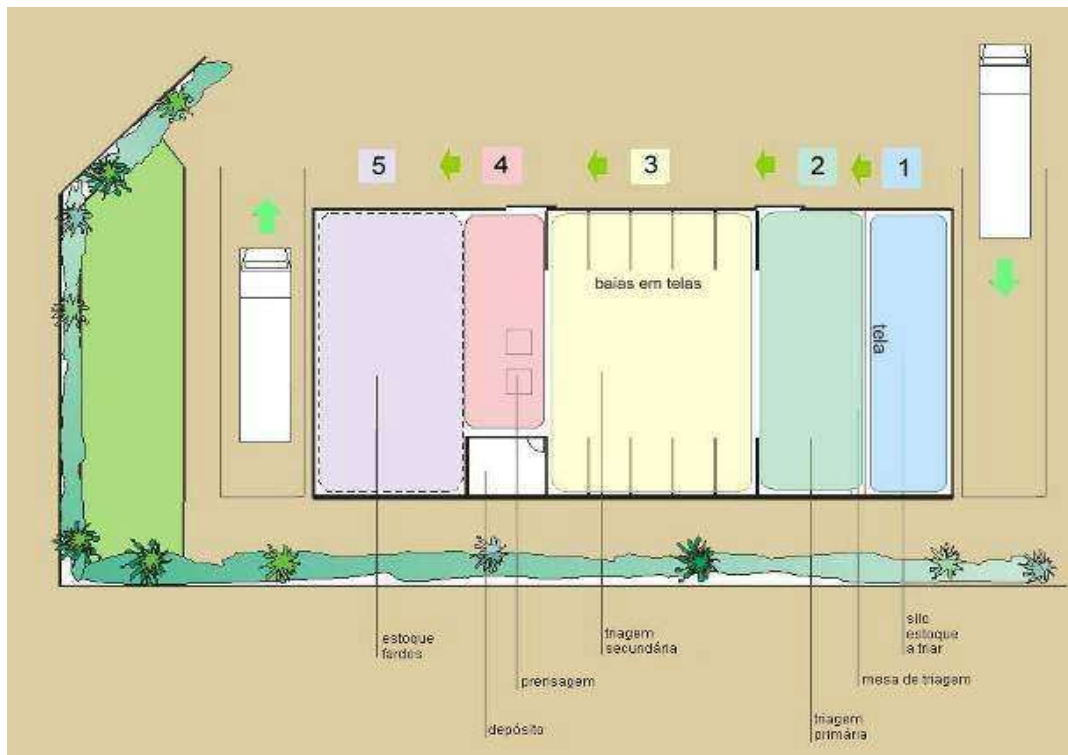 5
4
3
2
1
baias em telas
tela
estoque
fardos
prensagem
depósito
triagem
secundária
triagem
primária
mesa de triagem
silo
estoque
a triar